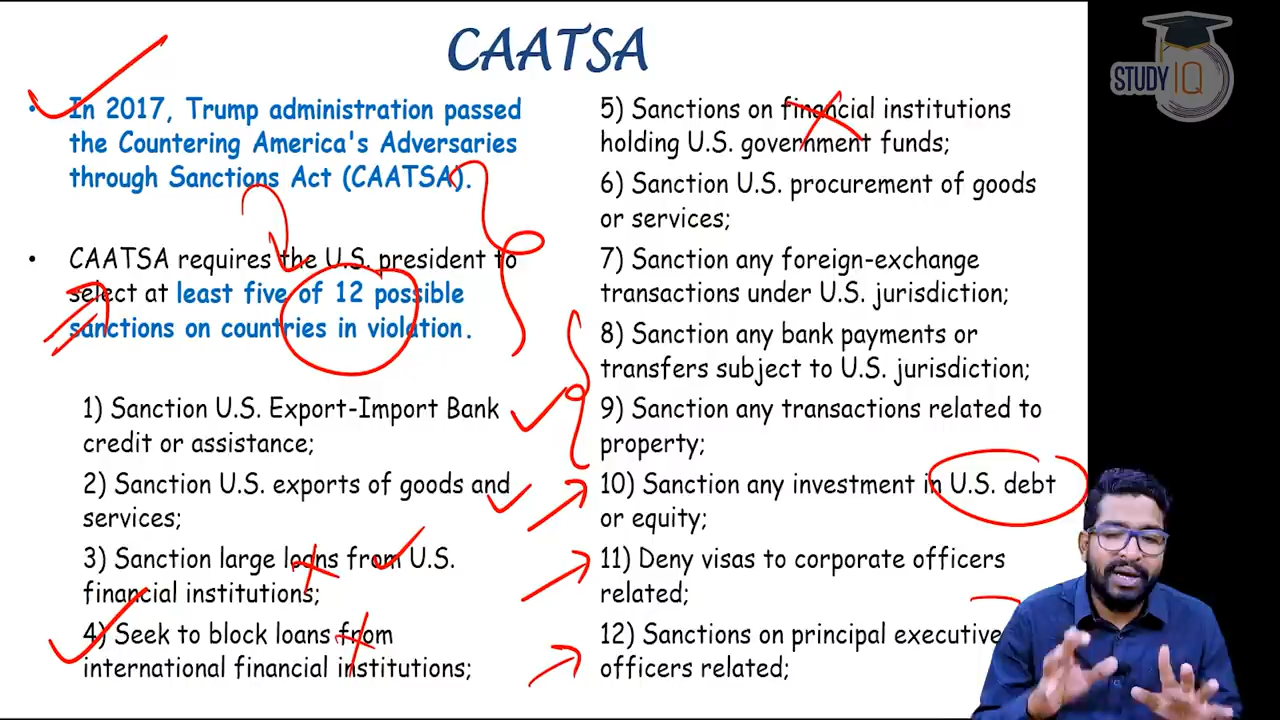 CAATSA
STUDY IQ
• In 2017, Trump administration passed
the Countering America's Adversaries
through Sanctions Act (CAATSA).
• CAATSA requires the U.S. president to
select at least five of 12 possible
sanctions on countries in violation.
1) Sanction U.S. Export-Import Bank
credit or assistance;
2) Sanction U.S. exports of goods and
services;
3) Sanction large loans from U.S.
financial institutions;
4) Seek to block loans from
international financial institutions;
5) Sanctions on financial institutions
holding U.S. government funds;
6) Sanction U.S. procurement of goods
or services;
7) Sanction any foreign-exchange
transactions under U.S. jurisdiction;
8) Sanction any bank payments or
transfers subject to U.S. jurisdiction;
9) Sanction any transactions related to
property;
10) Sanction any investment in U.S. debt
or equity;
11) Deny visas to corporate officers
related;
12) Sanctions on principal executive
officers related;